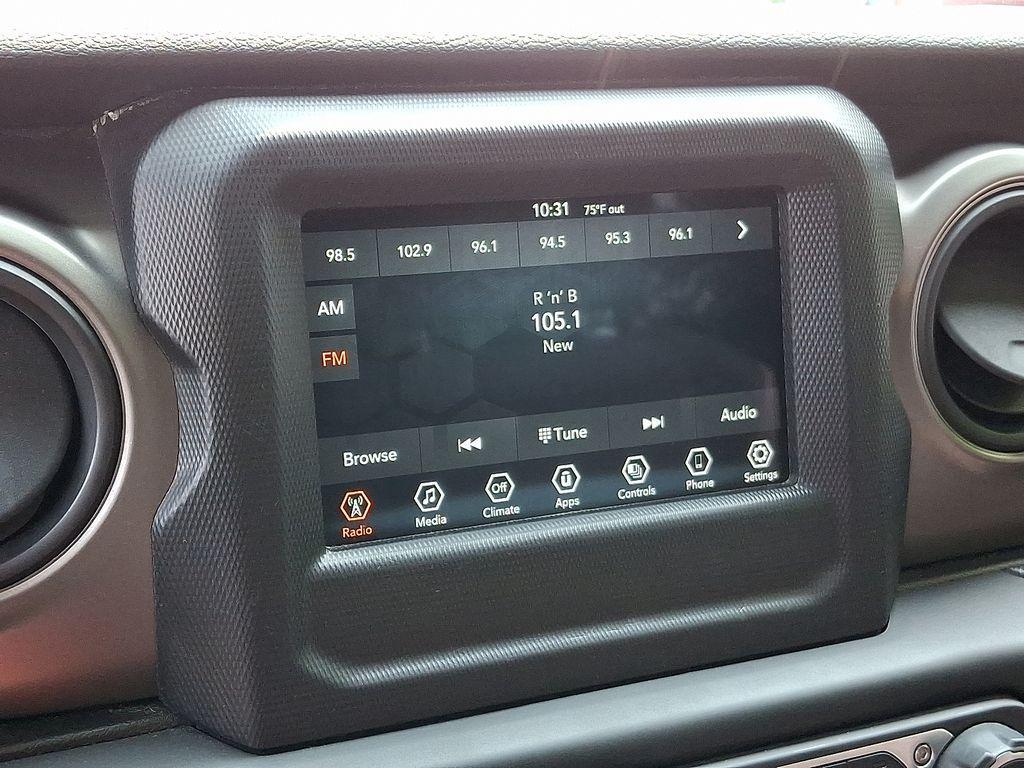 10:31 75°F out
98.5 102.9 96.1 94.5 95.3 96.1
AM
R 'n' B
105.1
FM
New
Browse Tune Audio
Off
Radio Media Climate Apps Controls Phone Settings